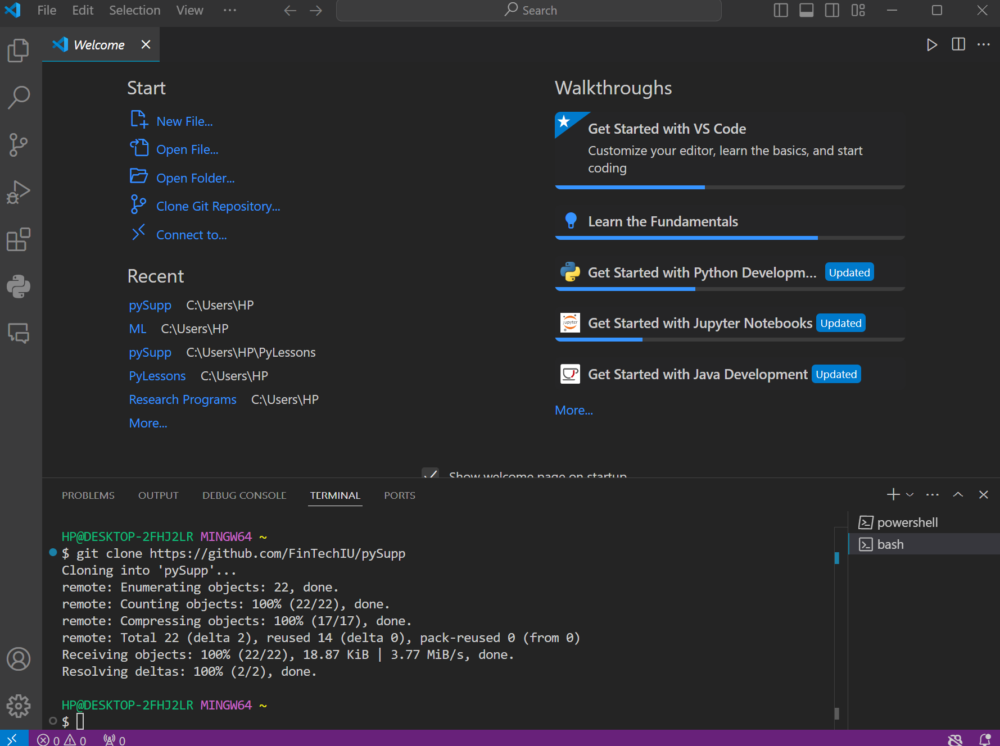 File Edit Selection View ··· Search
Welcome
Start
New File...
Open File...
Open Folder...
Clone Git Repository...
Connect to...
Recent
pySupp C:\Users\HP
ML C:\Users\HP
pySupp C:\Users\HP\PyLessons
PyLessons C:\Users\HP
Research Programs C:\Users\HP
More...
Walkthroughs
Get Started with VS Code
Customize your editor, learn the basics, and start
coding
Learn the Fundamentals
Get Started with Python Developm... Updated
jupyter
Get Started with Jupyter Notebooks Updated
Get Started with Java Development Updated
More...
Show welcome page on startup
PROBLEMS OUTPUT DEBUG CONSOLE TERMINAL PORTS
HP@DESKTOP-2FHJ2LR MINGW64 ~
$ git clone https://github.com/FinTechIU/pySupp
Cloning into 'pySupp'...
remote: Enumerating objects: 22, done.
remote: Counting objects: 100% (22/22), done.
remote: Compressing objects: 100% (17/17), done.
remote: Total 22 (delta 2), reused 14 (delta 0), pack-reused 0 (from 0)
Receiving objects: 100% (22/22), 18.87 KiB | 3.77 MiB/s, done.
Resolving deltas: 100% (2/2), done.
HP@DESKTOP-2FHJ2LR MINGW64 ~
$
powershell
bash
0 0 0